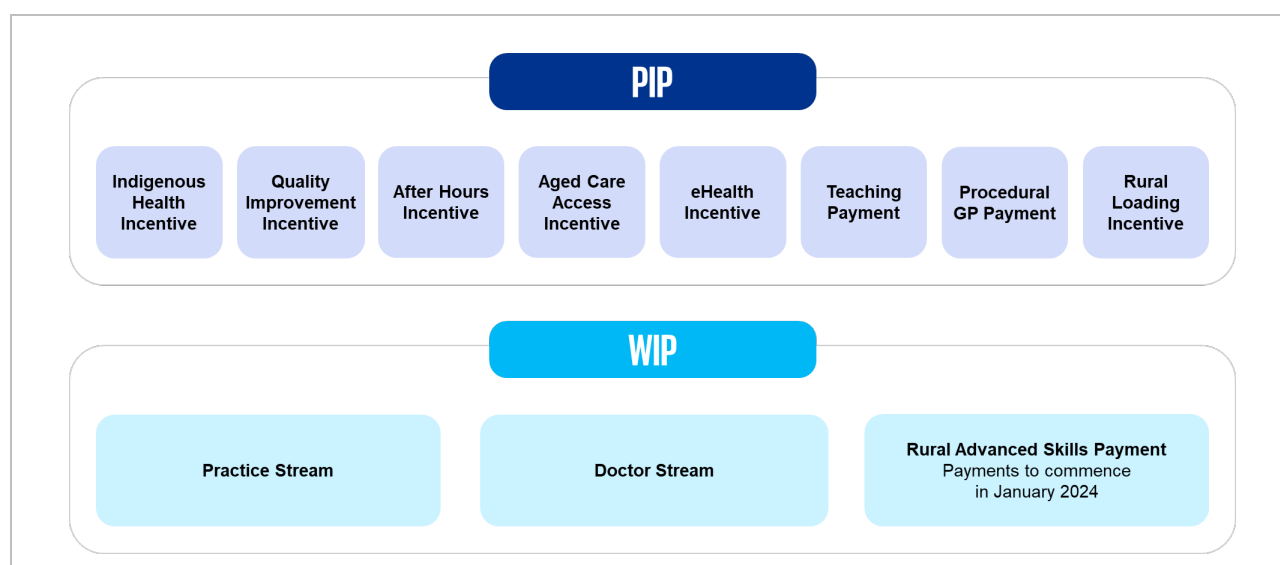 PIP
Indigenous
Health
Incentive
Quality
Improvement
Incentive
After Hours
Incentive
Aged Care
Access
Incentive
eHealth
Incentive
Teaching
Payment
Procedural
GP Payment
Rural
Loading
Incentive
WIP
Practice Stream
Doctor Stream
Rural Advanced Skills Payment
Payments to commence
in January 2024